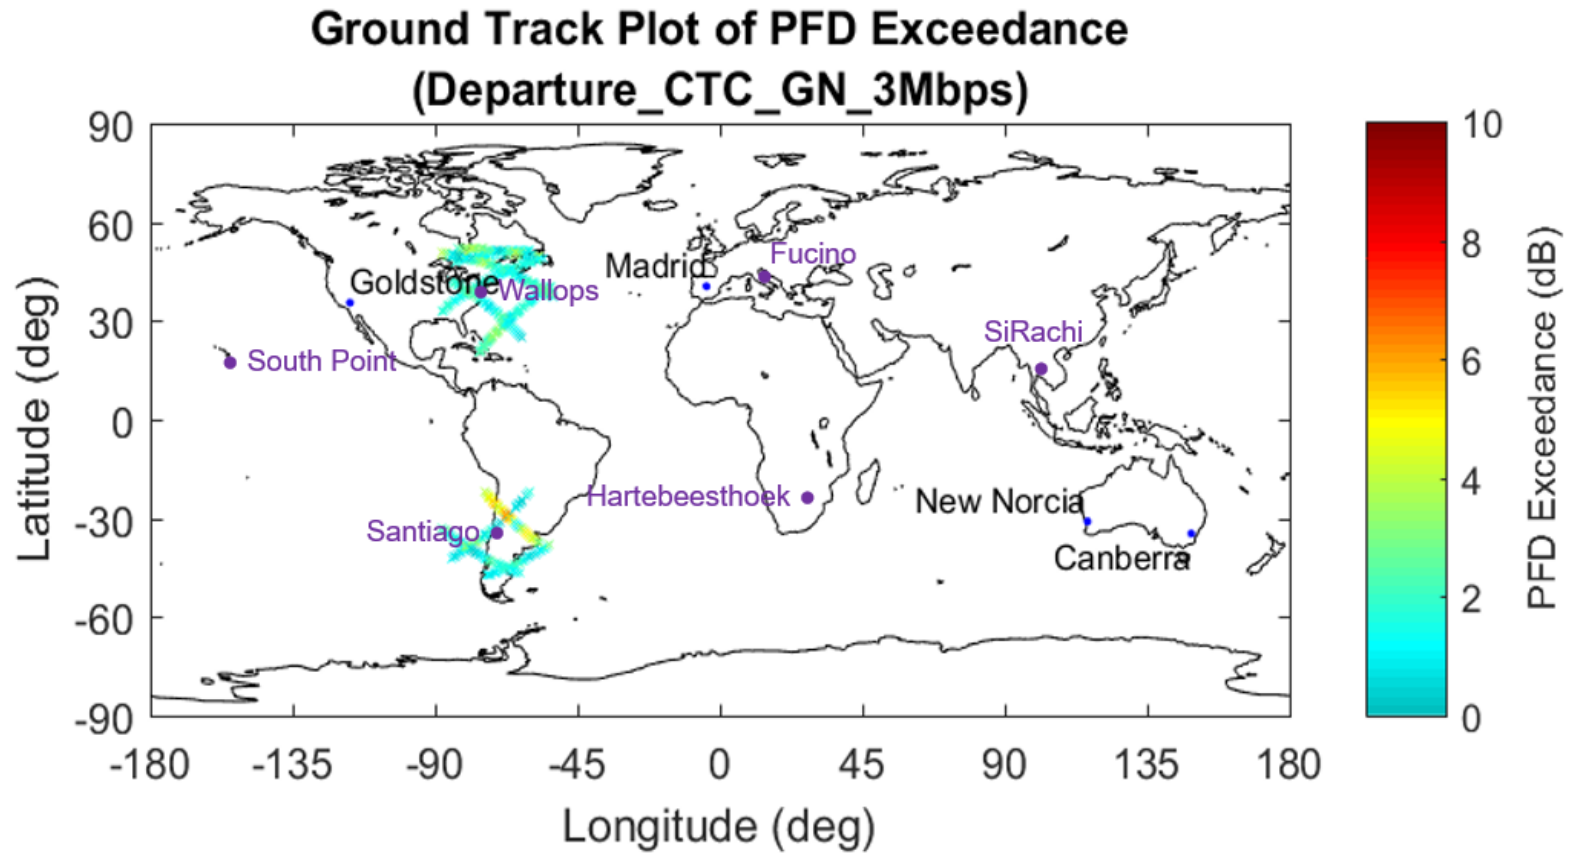 Ground Track Plot of PFD Exceedance
(Departure_CTC_GN_3Mbps)
90
60
30
0
-30
-60
-90
Latitude (deg)
Goldstone
Wallops
Madrid
Fucino
South Point
SiRachi
Santiago
Hartebeesthoek
New Norcia
Canberra
-180 -135 -90 -45 0 45 90 135 180
Longitude (deg)
10
8
6
4
2
0
PFD Exceedance (dB)